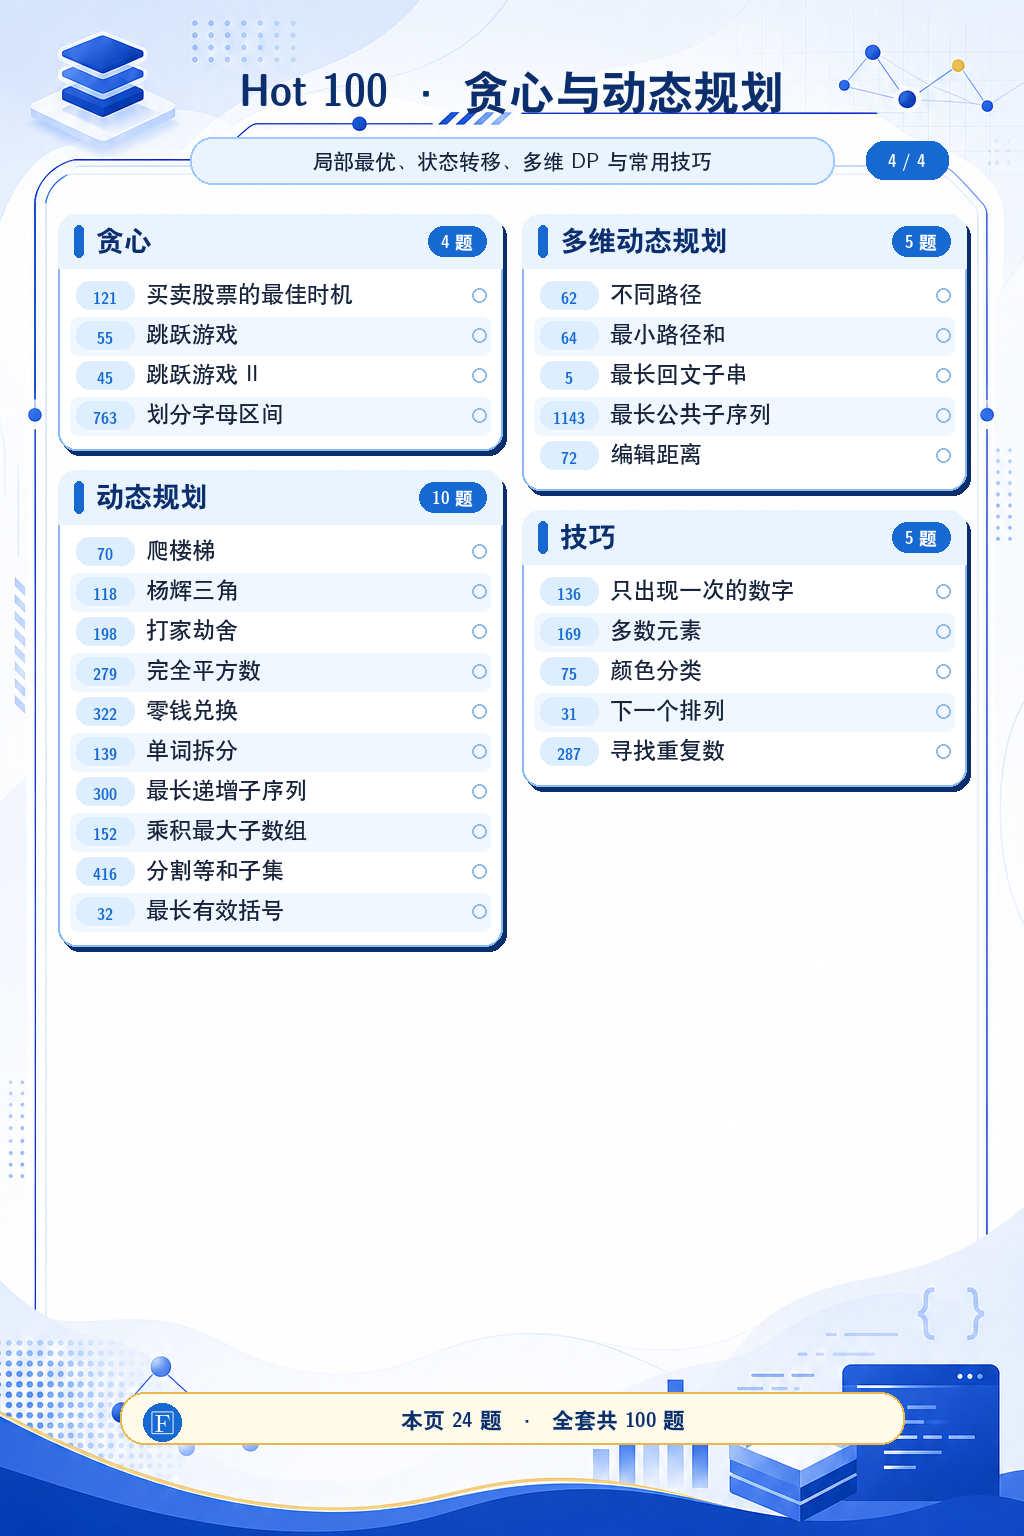 Hot 100 · 贪心与动态规划
局部最优、状态转移、多维 DP 与常用技巧
4 / 4
贪心
4 题
121 买卖股票的最佳时机
55 跳跃游戏
45 跳跃游戏 II
763 划分字母区间
动态规划
10 题
70 爬楼梯
118 杨辉三角
198 打家劫舍
279 完全平方数
322 零钱兑换
139 单词拆分
300 最长递增子序列
152 乘积最大子数组
416 分割等和子集
32 最长有效括号
多维动态规划
5 题
62 不同路径
64 最小路径和
5 最长回文子串
1143 最长公共子序列
72 编辑距离
技巧
5 题
136 只出现一次的数字
169 多数元素
75 颜色分类
31 下一个排列
287 寻找重复数
{ }
F
本页 24 题 · 全套共 100 题